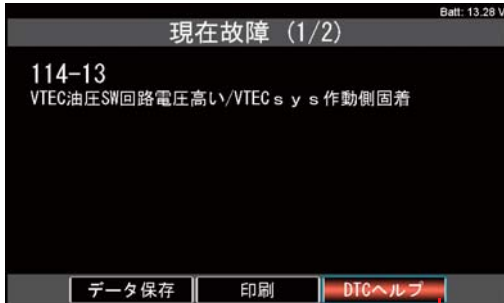 Batt: 13.28 V
現在故障 (1/2)
114-13
VTEC油圧SW回路電圧高い/VTECｓｙｓ作動側固着
データ保存 印刷 DTCヘルプ